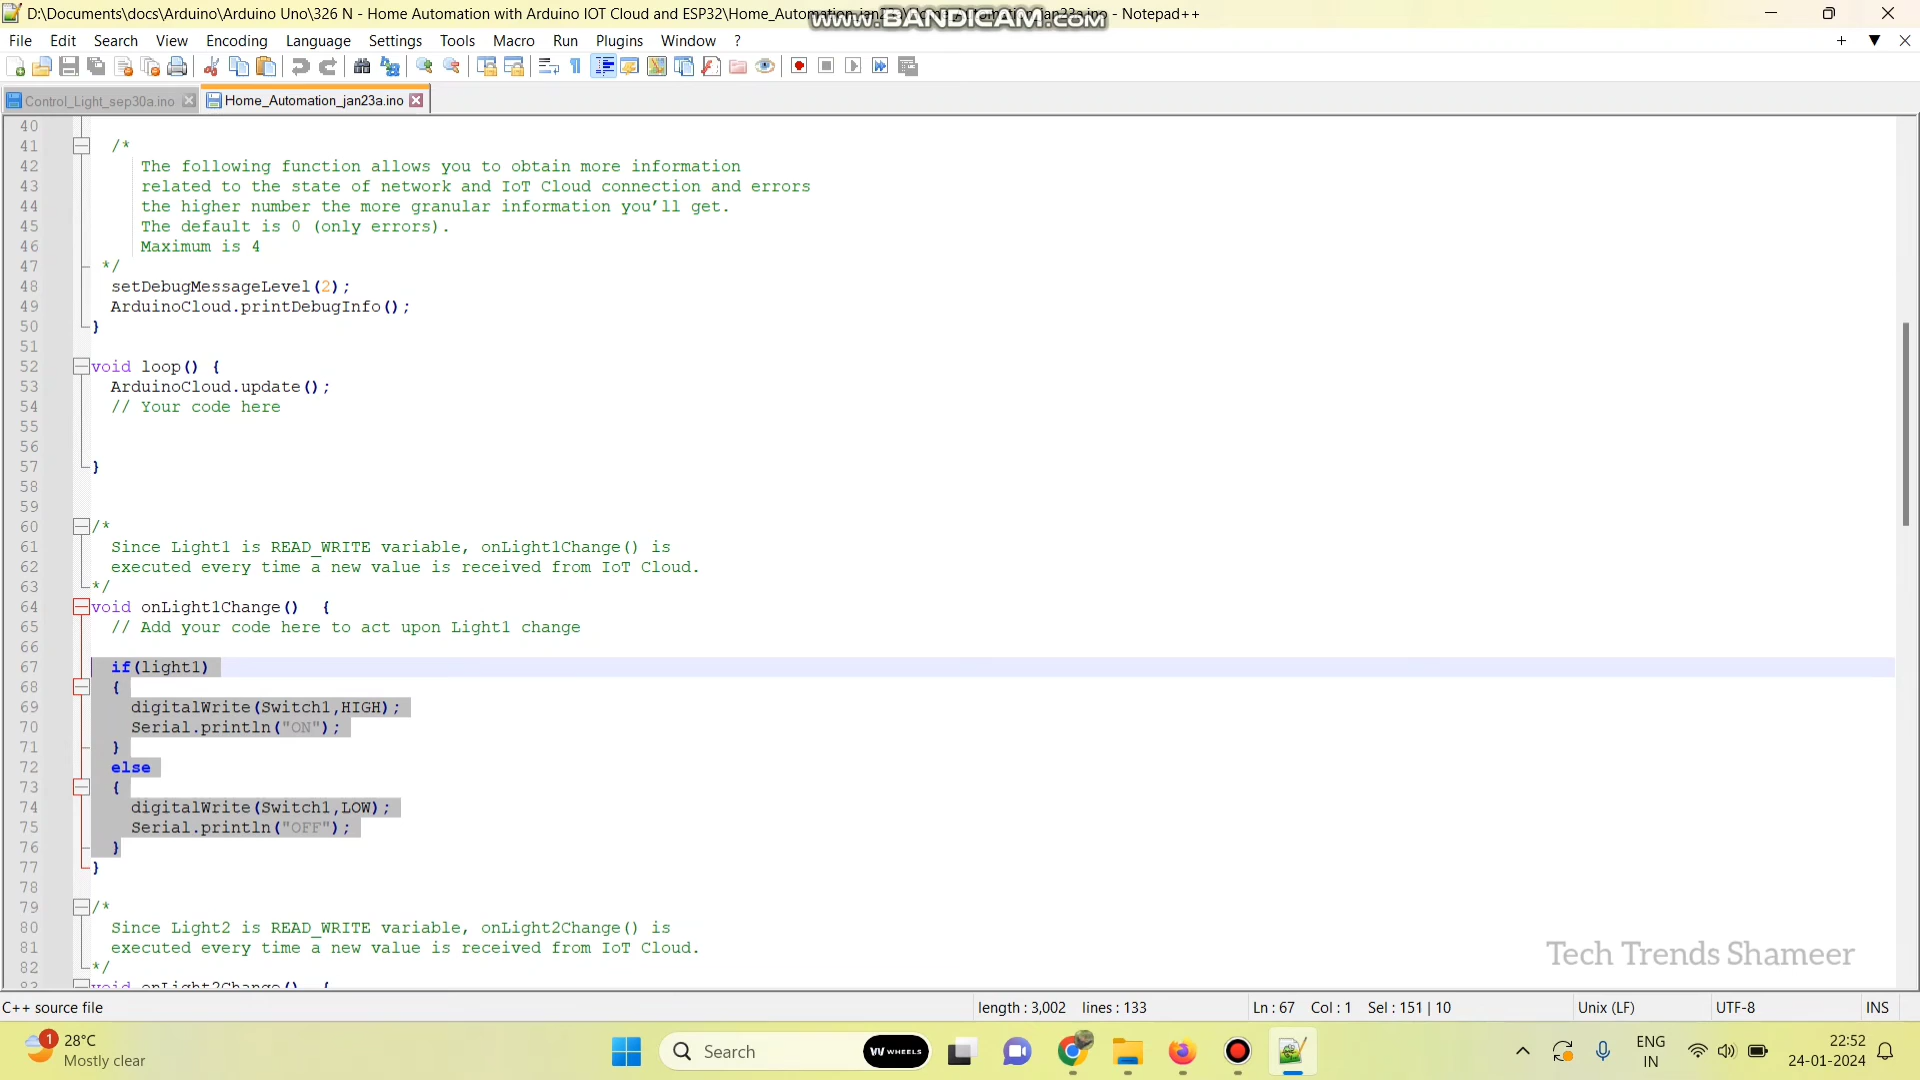 D:\Documents\docs\Arduino\Arduino Uno\326 N - Home Automation with Arduino IOT Cloud and ESP32\Home_Automation_jan23a\Home_Automation_jan23a.ino - Notepad++
www.BANDICAM.com
File Edit Search View Encoding Language Settings Tools Macro Run Plugins Window ?
Control_Light_sep30a.ino Home_Automation_jan23a.ino
40
41 /*
42 The following function allows you to obtain more information
43 related to the state of network and IoT Cloud connection and errors
44 the higher number the more granular information you'll get.
45 The default is 0 (only errors).
46 Maximum is 4
47 */
48 setDebugMessageLevel(2);
49 ArduinoCloud.printDebugInfo();
50 }
51
52 void loop() {
53 ArduinoCloud.update();
54 // Your code here
55
56
57 }
58
59
60 /*
61 Since Light1 is READ_WRITE variable, onLight1Change() is
62 executed every time a new value is received from IoT Cloud.
63 */
64 void onLight1Change()  {
65 // Add your code here to act upon Light1 change
66
67 if(light1)
68 {
69 digitalWrite(Switch1,HIGH);
70 Serial.println("ON");
71 }
72 else
73 {
74 digitalWrite(Switch1,LOW);
75 Serial.println("OFF");
76 }
77 }
78
79 /*
80 Since Light2 is READ_WRITE variable, onLight2Change() is
81 executed every time a new value is received from IoT Cloud.
82 */
83 void onLight2Change()  {
Tech Trends Shameer
C++ source file length : 3,002 lines : 133 Ln : 67 Col : 1 Sel : 151 | 10 Unix (LF) UTF-8 INS
1
28°C
Mostly clear
Search
WHEELS
ENG
IN
22:52
24-01-2024